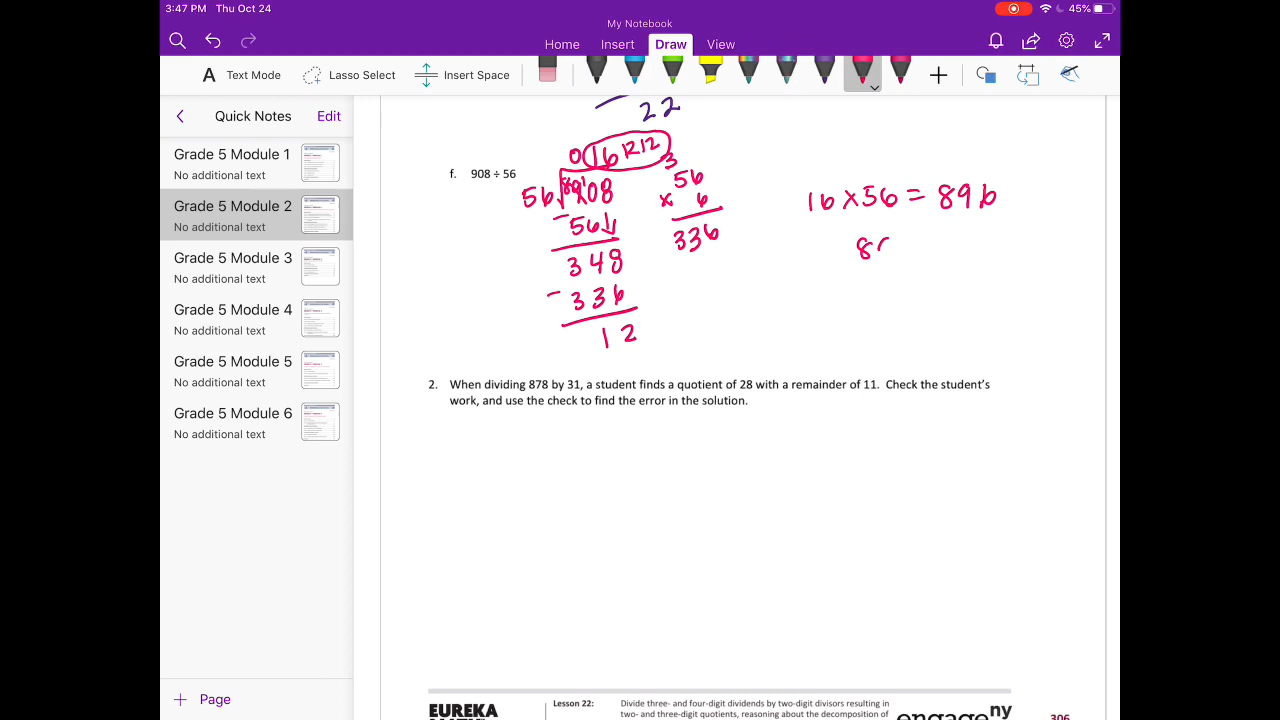 3:47 PM Thu Oct 24
45%
My Notebook
Home Insert Draw View
A Text Mode Lasso Select Insert Space
Quick Notes Edit
Grade 5 Module 1
No additional text
Grade 5 Module 2
No additional text
Grade 5 Module 3
No additional text
Grade 5 Module 4
No additional text
Grade 5 Module 5
No additional text
Grade 5 Module 6
No additional text
+ Page
22
0 16 R 12
f. 908 ÷ 56
56 908
- 56
348
- 336
12
3
56
x 6
336
16 x 56 = 896
2. When dividing 878 by 31, a student finds a quotient of 28 with a remainder of 11. Check the student's
work, and use the check to find the error in the solution.
EUREKA
Lesson 22: Divide three- and four-digit dividends by two-digit divisors resulting in
two- and three-digit quotients, reasoning about the decomposition of
engage ny
306